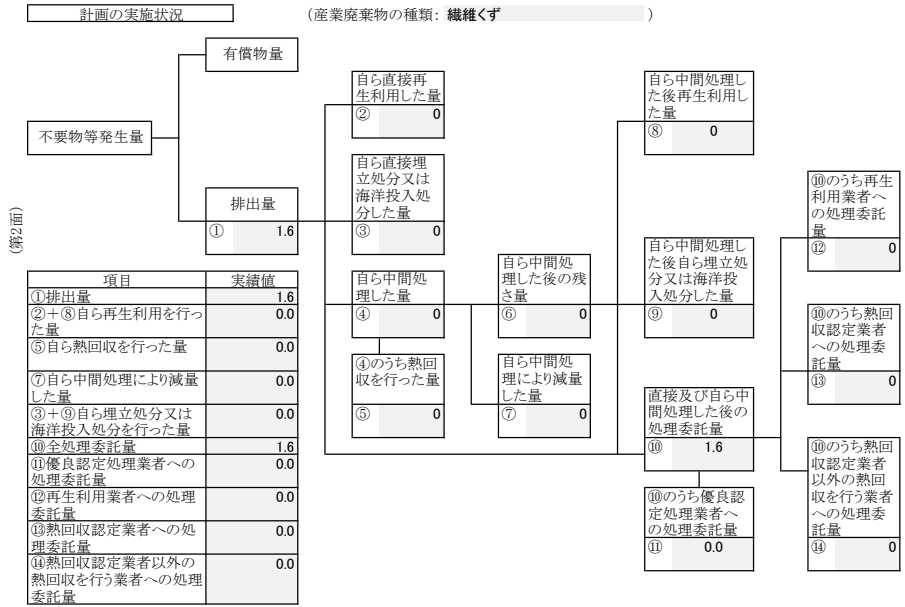 計画の実施状況
（産業廃棄物の種類： 繊維くず ）
有償物量
不要物等発生量
排出量
① 1.6
自ら直接再
生利用した量
② 0
自ら直接埋
立処分又は
海洋投入処
分した量
③ 0
自ら中間処
理した量
④ 0
④のうち熱回
収を行った量
⑤ 0
自ら中間処
理した後の残
さ量
⑥ 0
自ら中間処
理により減量
した量
⑦ 0
自ら中間処理し
た後再生利用し
た量
⑧ 0
自ら中間処理し
た後自ら埋立処
分又は海洋投
入処分した量
⑨ 0
直接及び自ら中
間処理した後の
処理委託量
⑩ 1.6
⑩のうち優良認
定処理業者へ
の処理委託量
⑪ 0.0
⑩のうち再生
利用業者へ
の処理委託
量
⑫ 0
⑩のうち熱回
収認定業者
への処理委
託量
⑬ 0
⑩のうち熱回
収認定業者
以外の熱回
収を行う業者
への処理委
託量
⑭ 0
(第2面)
項目 実績値
①排出量 1.6
②＋⑧自ら再生利用を行っ 0.0
た量
⑤自ら熱回収を行った量 0.0
⑦自ら中間処理により減量 0.0
した量
③＋⑨自ら埋立処分又は 0.0
海洋投入処分を行った量
⑩全処理委託量 1.6
⑪優良認定処理業者への 0.0
処理委託量
⑫再生利用業者への処理 0.0
委託量
⑬熱回収認定業者への処 0.0
理委託量
⑭熱回収認定業者以外の 0.0
熱回収を行う業者への処理
委託量